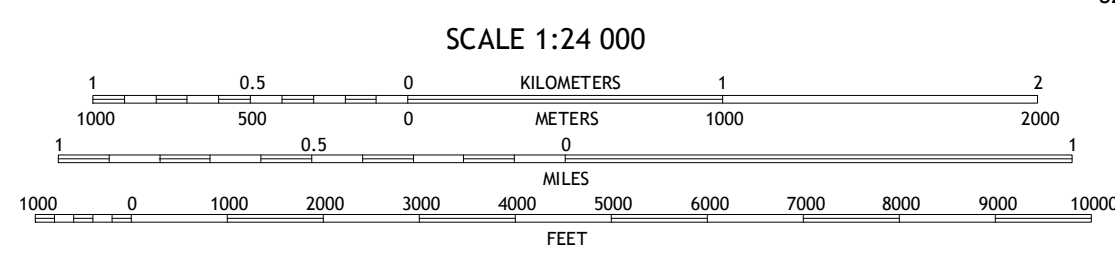 SCALE 1:24 000
1 0.5 0 KILOMETERS 1 2
1000 500 0 METERS 1000 2000
1 0.5 0 1
MILES
1000 0 1000 2000 3000 4000 5000 6000 7000 8000 9000 10000
FEET